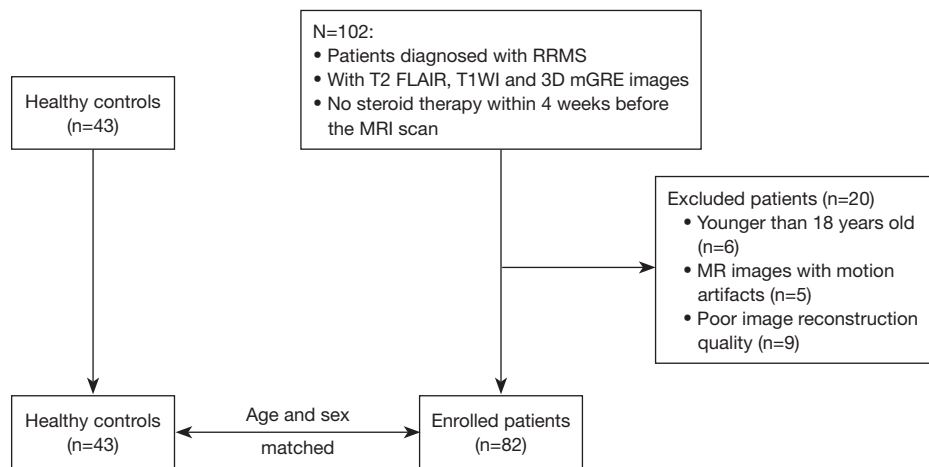 N=102:
• Patients diagnosed with RRMS
• With T2 FLAIR, T1WI and 3D mGRE images
• No steroid therapy within 4 weeks before
the MRI scan
Healthy controls
(n=43)
Excluded patients (n=20)
• Younger than 18 years old
(n=6)
• MR images with motion
artifacts (n=5)
• Poor image reconstruction
quality (n=9)
Healthy controls
(n=43)
Age and sex
matched
Enrolled patients
(n=82)